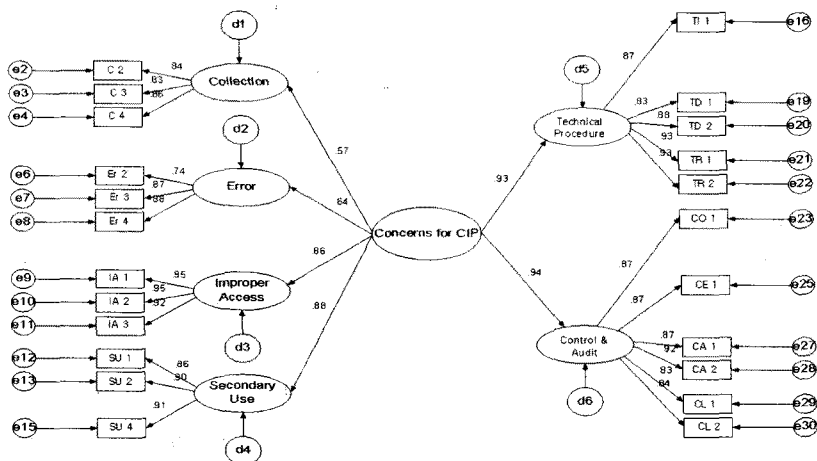 d1
e2
C 2
.84
e3
C 3
.83
e4
C 4
.86
Collection
d2
e6
Er 2
.74
e7
Er 3
.87
e8
Er 4
.88
Error
e9
IA 1
.95
e10
IA 2
.95
e11
IA 3
.92
Improper
Access
d3
e12
SU 1
.86
e13
SU 2
.90
e15
SU 4
.91
Secondary
Use
d4
.57
.64
.86
.88
Concerns for CIP
.93
.94
d5
Technical
Procedure
.87
TI 1
e16
.83
TD 1
e19
.88
TD 2
e20
.93
TR 1
e21
.93
TR 2
e22
Control &
Audit
d6
.87
CO 1
e23
.87
CE 1
e25
.87
CA 1
e27
.92
CA 2
e28
.83
CL 1
e29
.84
CL 2
e30